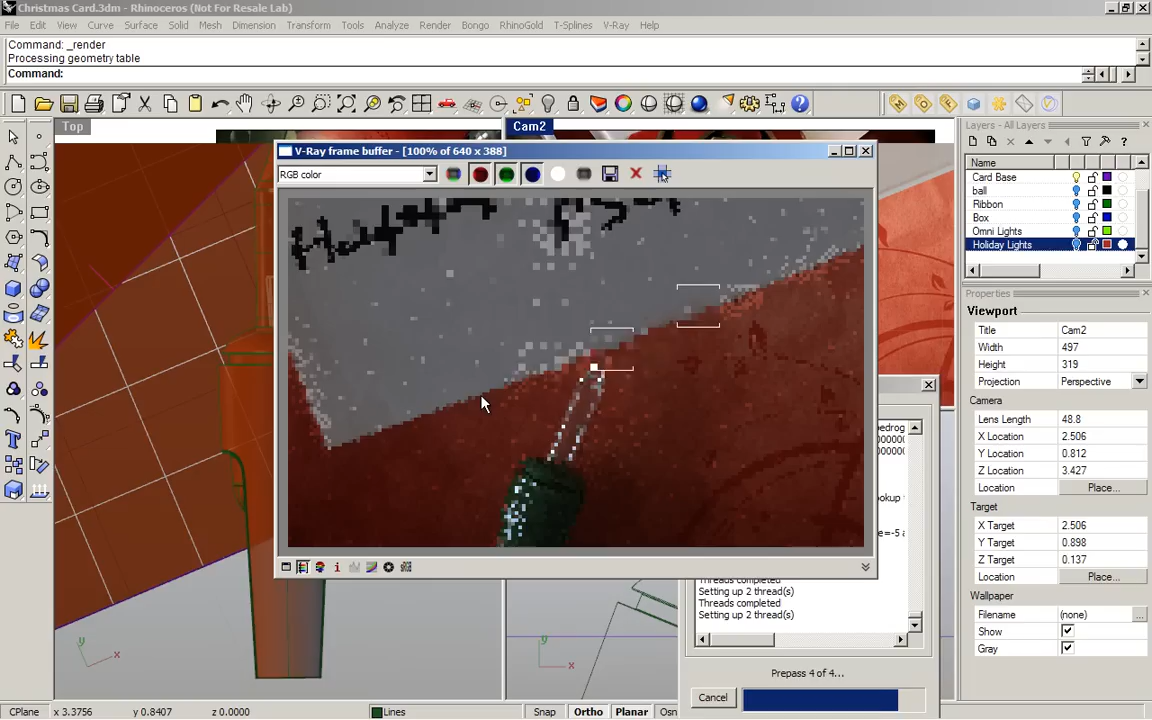 Christmas Card.3dm - Rhinoceros (Not For Resale Lab)
File Edit View Curve Surface Solid Mesh Dimension Transform Tools Analyze Render Bongo RhinoGold T-Splines V-Ray Help
Command: _render
Processing geometry table
Command:
Top
Cam2
Layers - All Layers
V-Ray frame buffer - [100% of 640 x 388]
Name
RGB color
Card Base
ball
Ribbon
Box
Omni Lights
Holiday Lights
Properties
Viewport
Title Cam2
Width 497
Height 319
Projection Perspective
Camera
Lens Length 48.8
X Location 2.506
Y Location 0.812
Z Location 3.427
Location Place...
Target
X Target 2.506
Y Target 0.898
Z Target 0.137
Location Place...
Wallpaper
Filename (none) ...
Show
Gray
Threads completed
Setting up 2 thread(s)
Threads completed
Setting up 2 thread(s)
Prepass 4 of 4...
Cancel
y
x
y
x
CPlane x 3.3756 y 0.8407 z 0.0000 Lines Snap Ortho Planar Osn